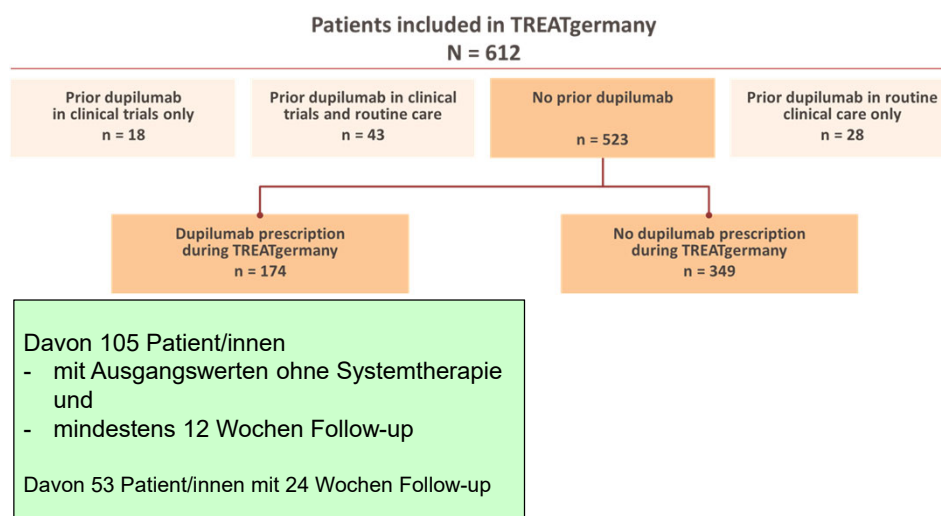 Patients included in TREATgermany
N = 612
Prior dupilumab
in clinical trials only
n = 18
Prior dupilumab in clinical
trials and routine care
n = 43
No prior dupilumab
n = 523
Prior dupilumab in routine
clinical care only
n = 28
Dupilumab prescription
during TREATgermany
n = 174
No dupilumab prescription
during TREATgermany
n = 349
Davon 105 Patient/innen
- mit Ausgangswerten ohne Systemtherapie
und
- mindestens 12 Wochen Follow-up
Davon 53 Patient/innen mit 24 Wochen Follow-up